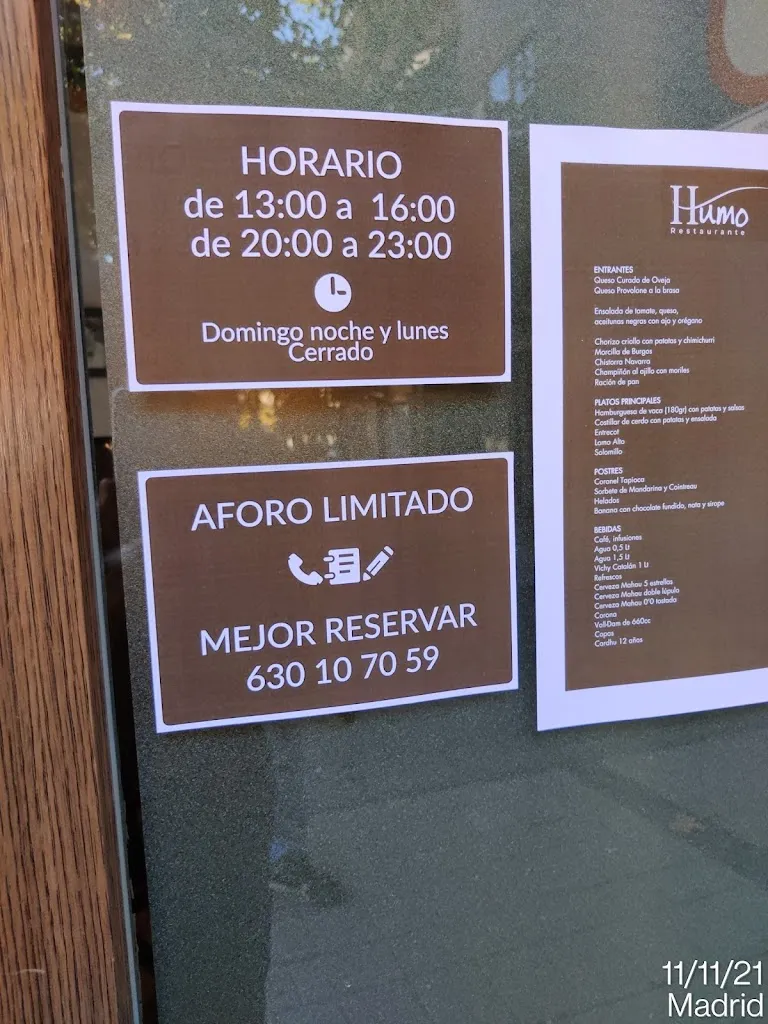 HORARIO
de 13:00 a 16:00
de 20:00 a 23:00
Domingo noche y lunes
Cerrado
AFORO LIMITADO
MEJOR RESERVAR
630 10 70 59
Humo
Restaurante
ENTRANTES
Queso Curado de Oveja
Queso Provolone a la brasa
Ensalada de tomate, queso,
aceitunas negras con ajo y orégano
Chorizo criollo con patatas y chimichurri
Morcilla de Burgos
Chistorra Navarra
Champiñón al ajillo con moriles
Ración de pan
PLATOS PRINCIPALES
Hamburguesa de vaca (180gr) con patatas y salsas
Costillar de cerdo con patatas y ensalada
Entrecot
Lomo Alto
Solomillo
POSTRES
Coronel Tapioca
Sorbete de Mandarina y Cointreau
Helados
Banana con chocolate fundido, nata y sirope
BEBIDAS
Café, infusiones
Agua 0,5 Lt
Agua 1,5 Lt
Vichy Catalán 1 Lt
Refrescos
Cerveza Mahou 5 estrellas
Cerveza Mahou doble lúpulo
Cerveza Mahou 0'0 tostada
Corona
Voll-Dam de 660cc
Copas
Cardhu 12 años
11/11/21
Madrid